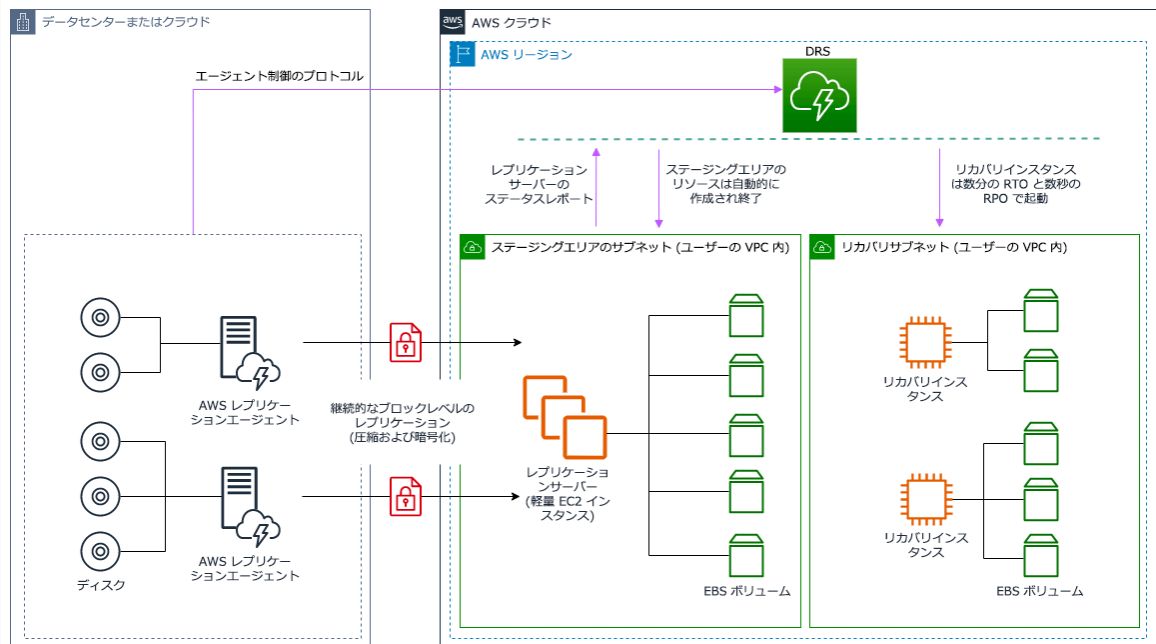 データセンターまたはクラウド
aws
AWS クラウド
AWS リージョン
DRS
エージェント制御のプロトコル
レプリケーション
サーバーの
ステータスレポート
ステージングエリアの
リソースは自動的に
作成され終了
リカバリインスタンス
は数分の RTO と数秒の
RPO で起動
ステージングエリアのサブネット (ユーザーの VPC 内)
リカバリサブネット (ユーザーの VPC 内)
AWS レプリケー
ションエージェント
継続的なブロックレベルの
レプリケーション
(圧縮および暗号化)
リカバリインス
タンス
レプリケーショ
ンサーバー
(軽量 EC2 イン
スタンス)
リカバリインス
タンス
AWS レプリケー
ションエージェント
ディスク
EBS ボリューム
EBS ボリューム